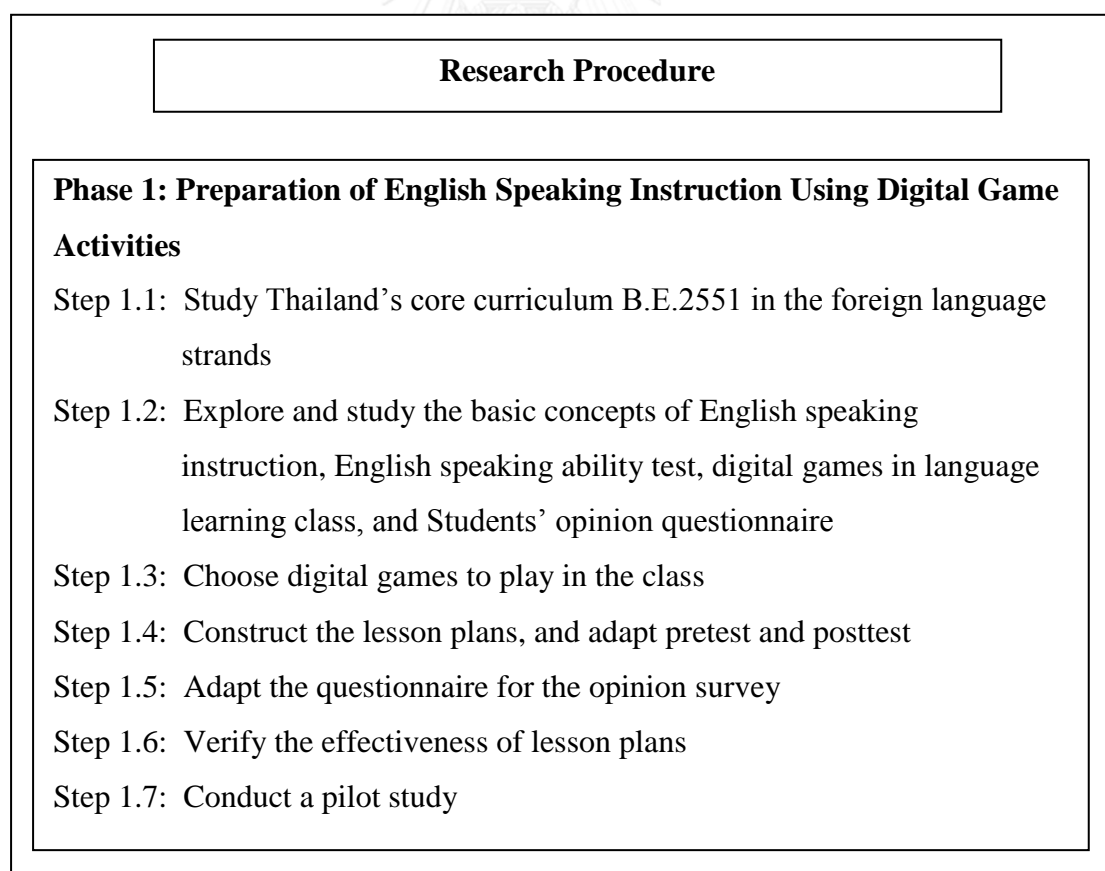 Research Procedure
Phase 1: Preparation of English Speaking Instruction Using Digital Game
Activities
Step 1.1: Study Thailand’s core curriculum B.E.2551 in the foreign language
strands
Step 1.2: Explore and study the basic concepts of English speaking
instruction, English speaking ability test, digital games in language
learning class, and Students’ opinion questionnaire
Step 1.3: Choose digital games to play in the class
Step 1.4: Construct the lesson plans, and adapt pretest and posttest
Step 1.5: Adapt the questionnaire for the opinion survey
Step 1.6: Verify the effectiveness of lesson plans
Step 1.7: Conduct a pilot study